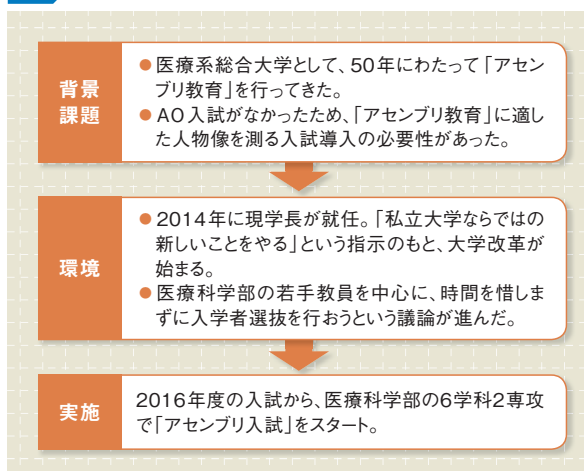 背景
課題
●医療系総合大学として、50年にわたって「アセン
ブリ教育」を行ってきた。
●AO入試がなかったため、「アセンブリ教育」に適し
た人物像を測る入試導入の必要性があった。
環境
●2014年に現学長が就任。「私立大学ならではの
新しいことをやる」という指示のもと、大学改革が
始まる。
●医療科学部の若手教員を中心に、時間を惜しま
ずに入学者選抜を行おうという議論が進んだ。
実施
2016年度の入試から、医療科学部の6学科2専攻
で「アセンブリ入試」をスタート。